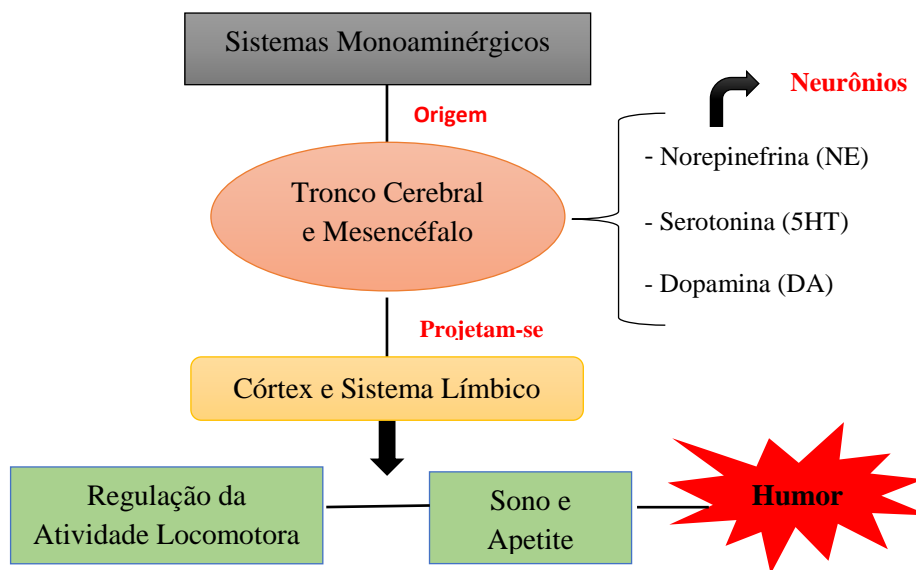 Sistemas Monoaminérgicos
Origem
Neurônios
Tronco Cerebral
e Mesencéfalo
- Norepinefrina (NE)
- Serotonina (5HT)
- Dopamina (DA)
Projetam-se
Córtex e Sistema Límbico
Regulação da
Atividade Locomotora
Sono e
Apetite
Humor